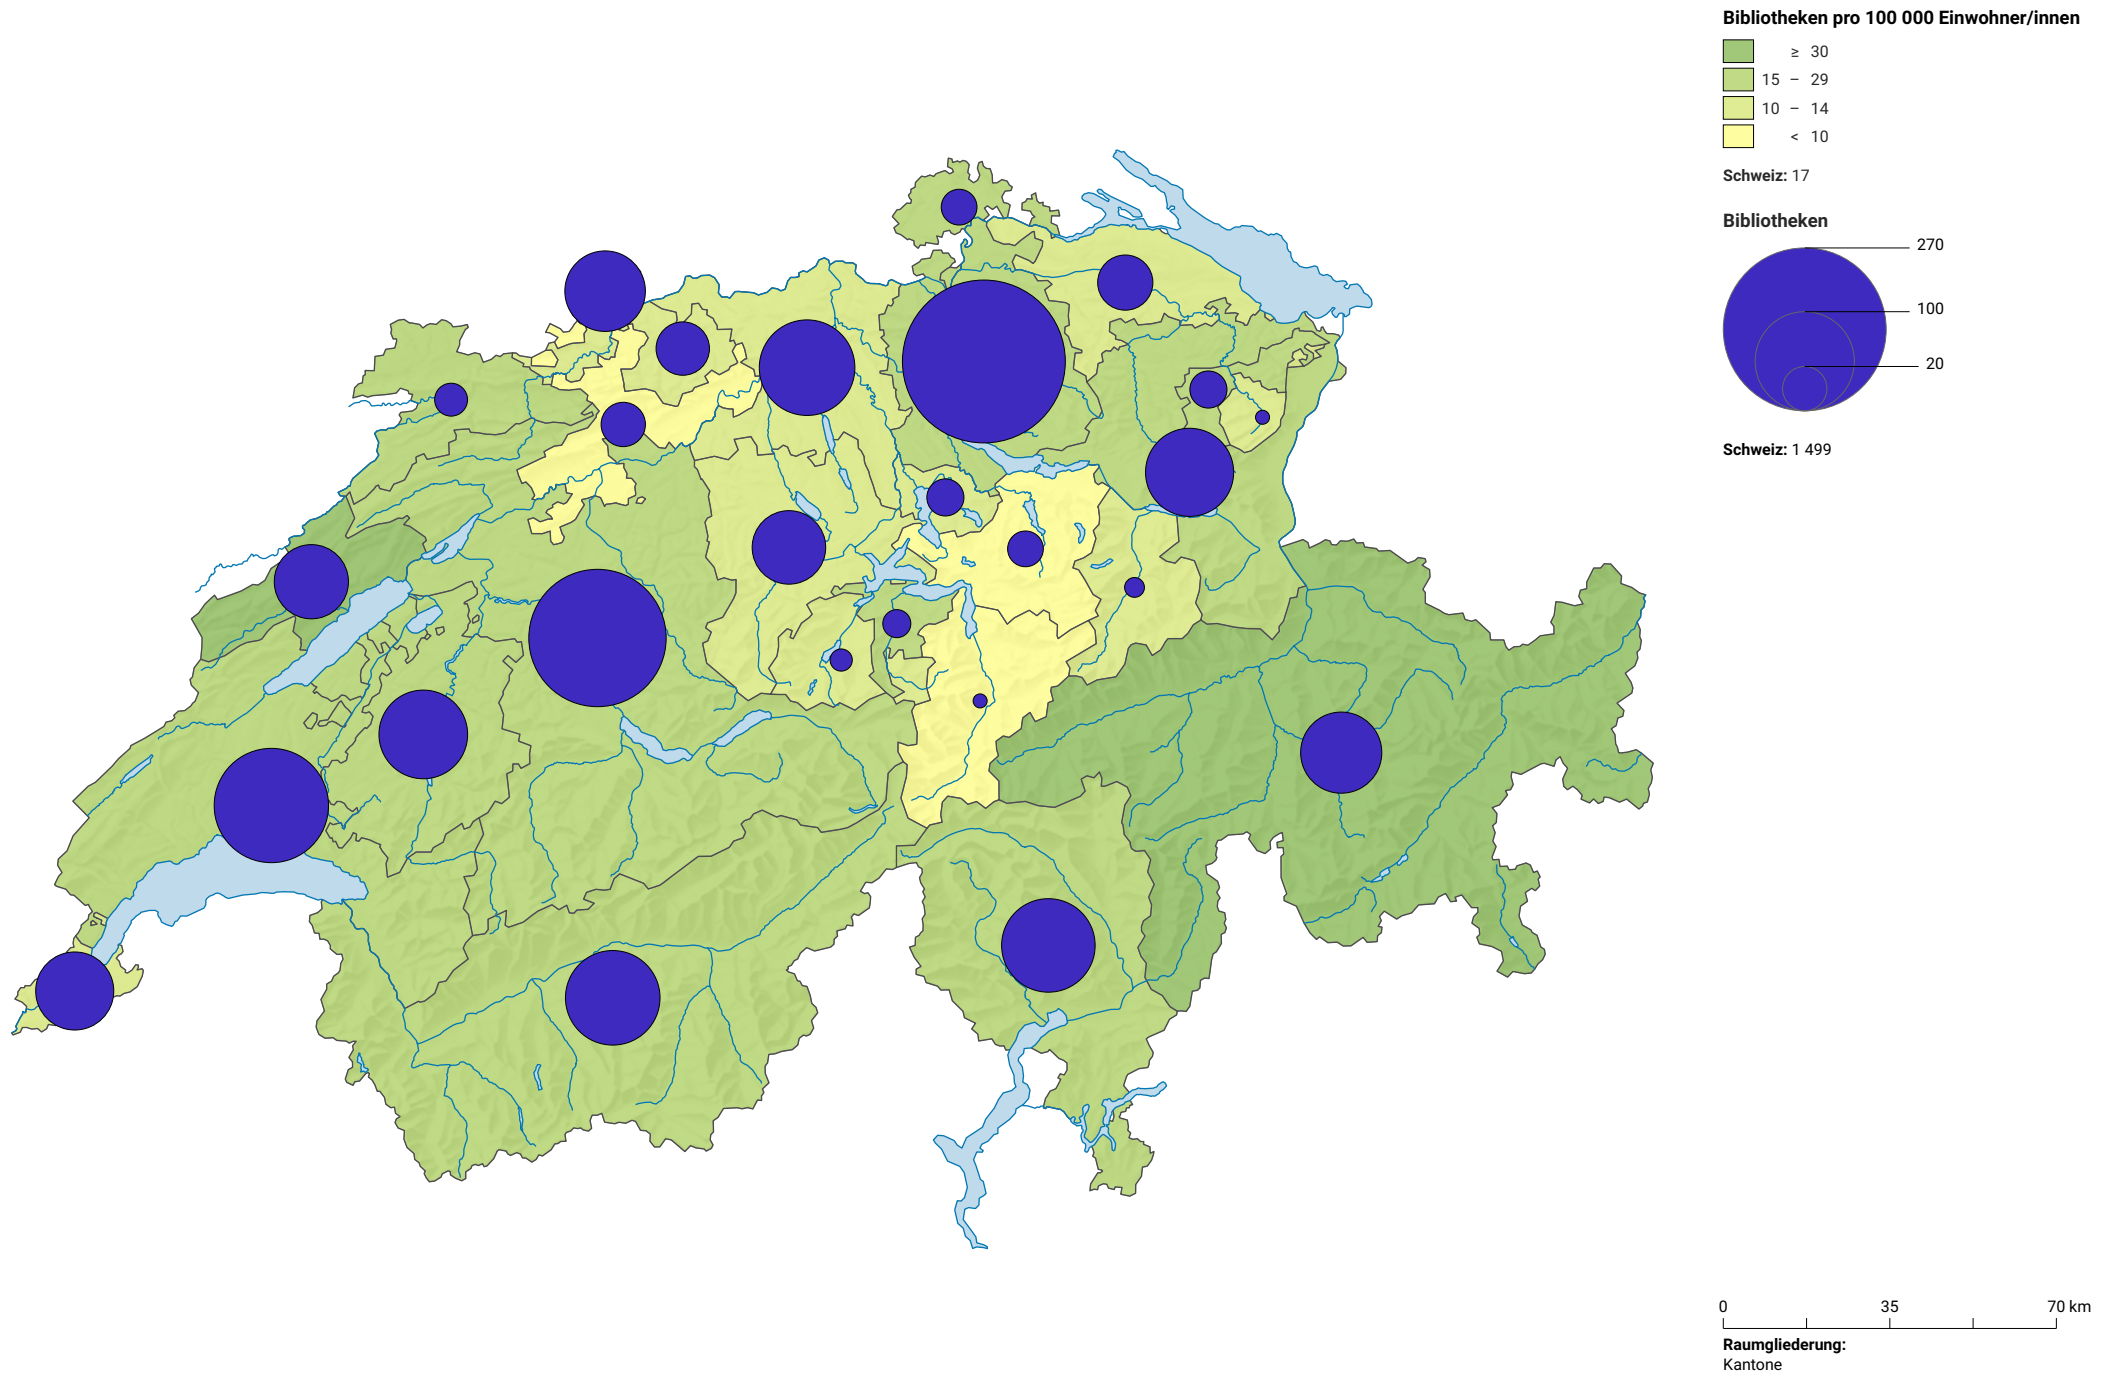 Bibliotheken pro 100 000 Einwohner/innen
≥ 30
15 – 29
10 – 14
< 10
Schweiz: 17
Bibliotheken
270
100
20
Schweiz: 1 499
0 35 70 km
Raumgliederung:
Kantone